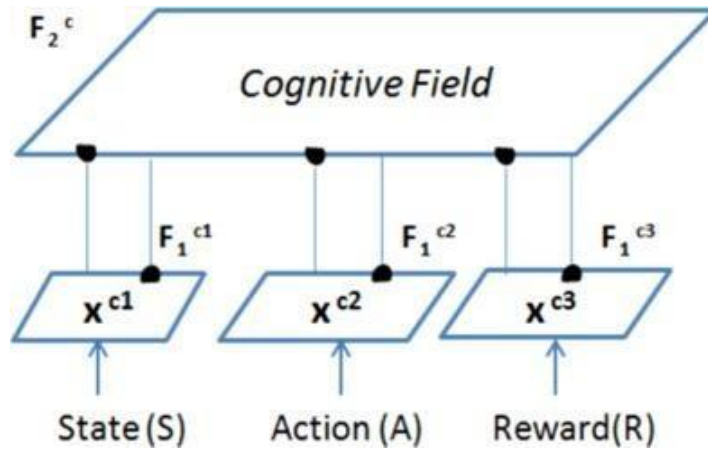 F₂ᶜ
Cognitive Field
F₁ᶜ¹ F₁ᶜ² F₁ᶜ³
xᶜ¹ xᶜ² xᶜ³
State (S) Action (A) Reward(R)